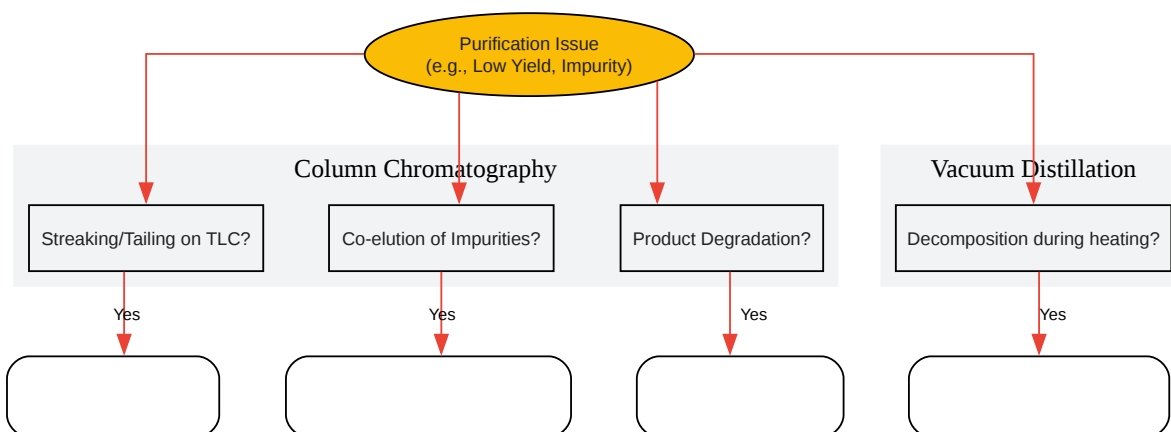 Purification Issue
(e.g., Low Yield, Impurity)
Column Chromatography
Vacuum Distillation
Streaking/Tailing on TLC?
Co-elution of Impurities?
Product Degradation?
Decomposition during heating?
Yes
Yes
Yes
Yes